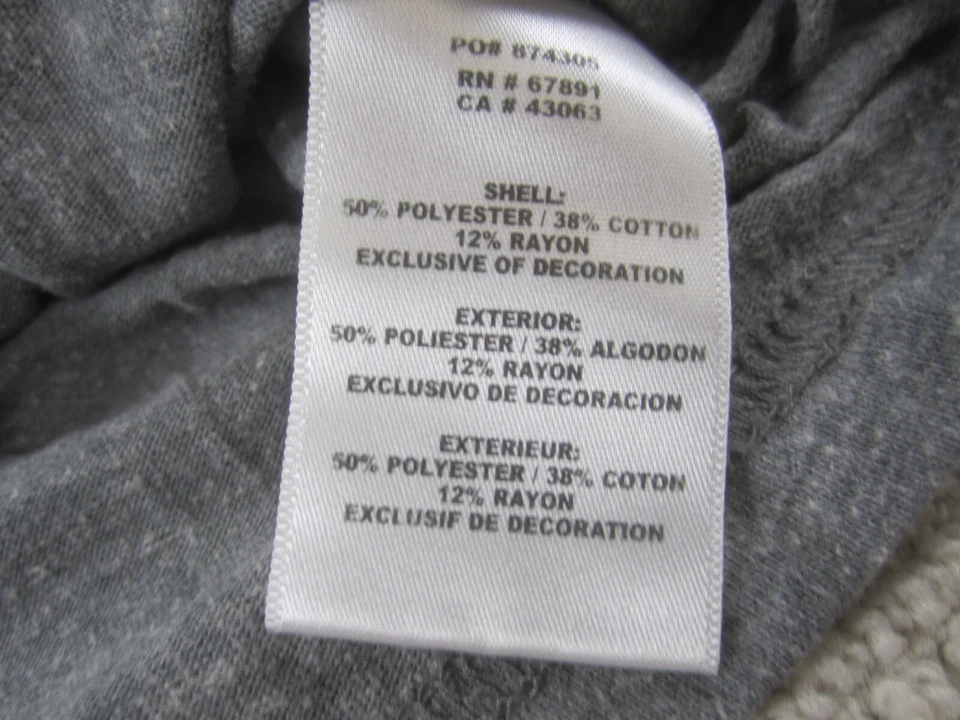 PO# 874305
RN # 67891
CA # 43063
SHELL:
50% POLYESTER / 38% COTTON
12% RAYON
EXCLUSIVE OF DECORATION
EXTERIOR:
50% POLIESTER / 38% ALGODON
12% RAYON
EXCLUSIVO DE DECORACION
EXTERIEUR:
50% POLYESTER / 38% COTON
12% RAYON
EXCLUSIF DE DECORATION